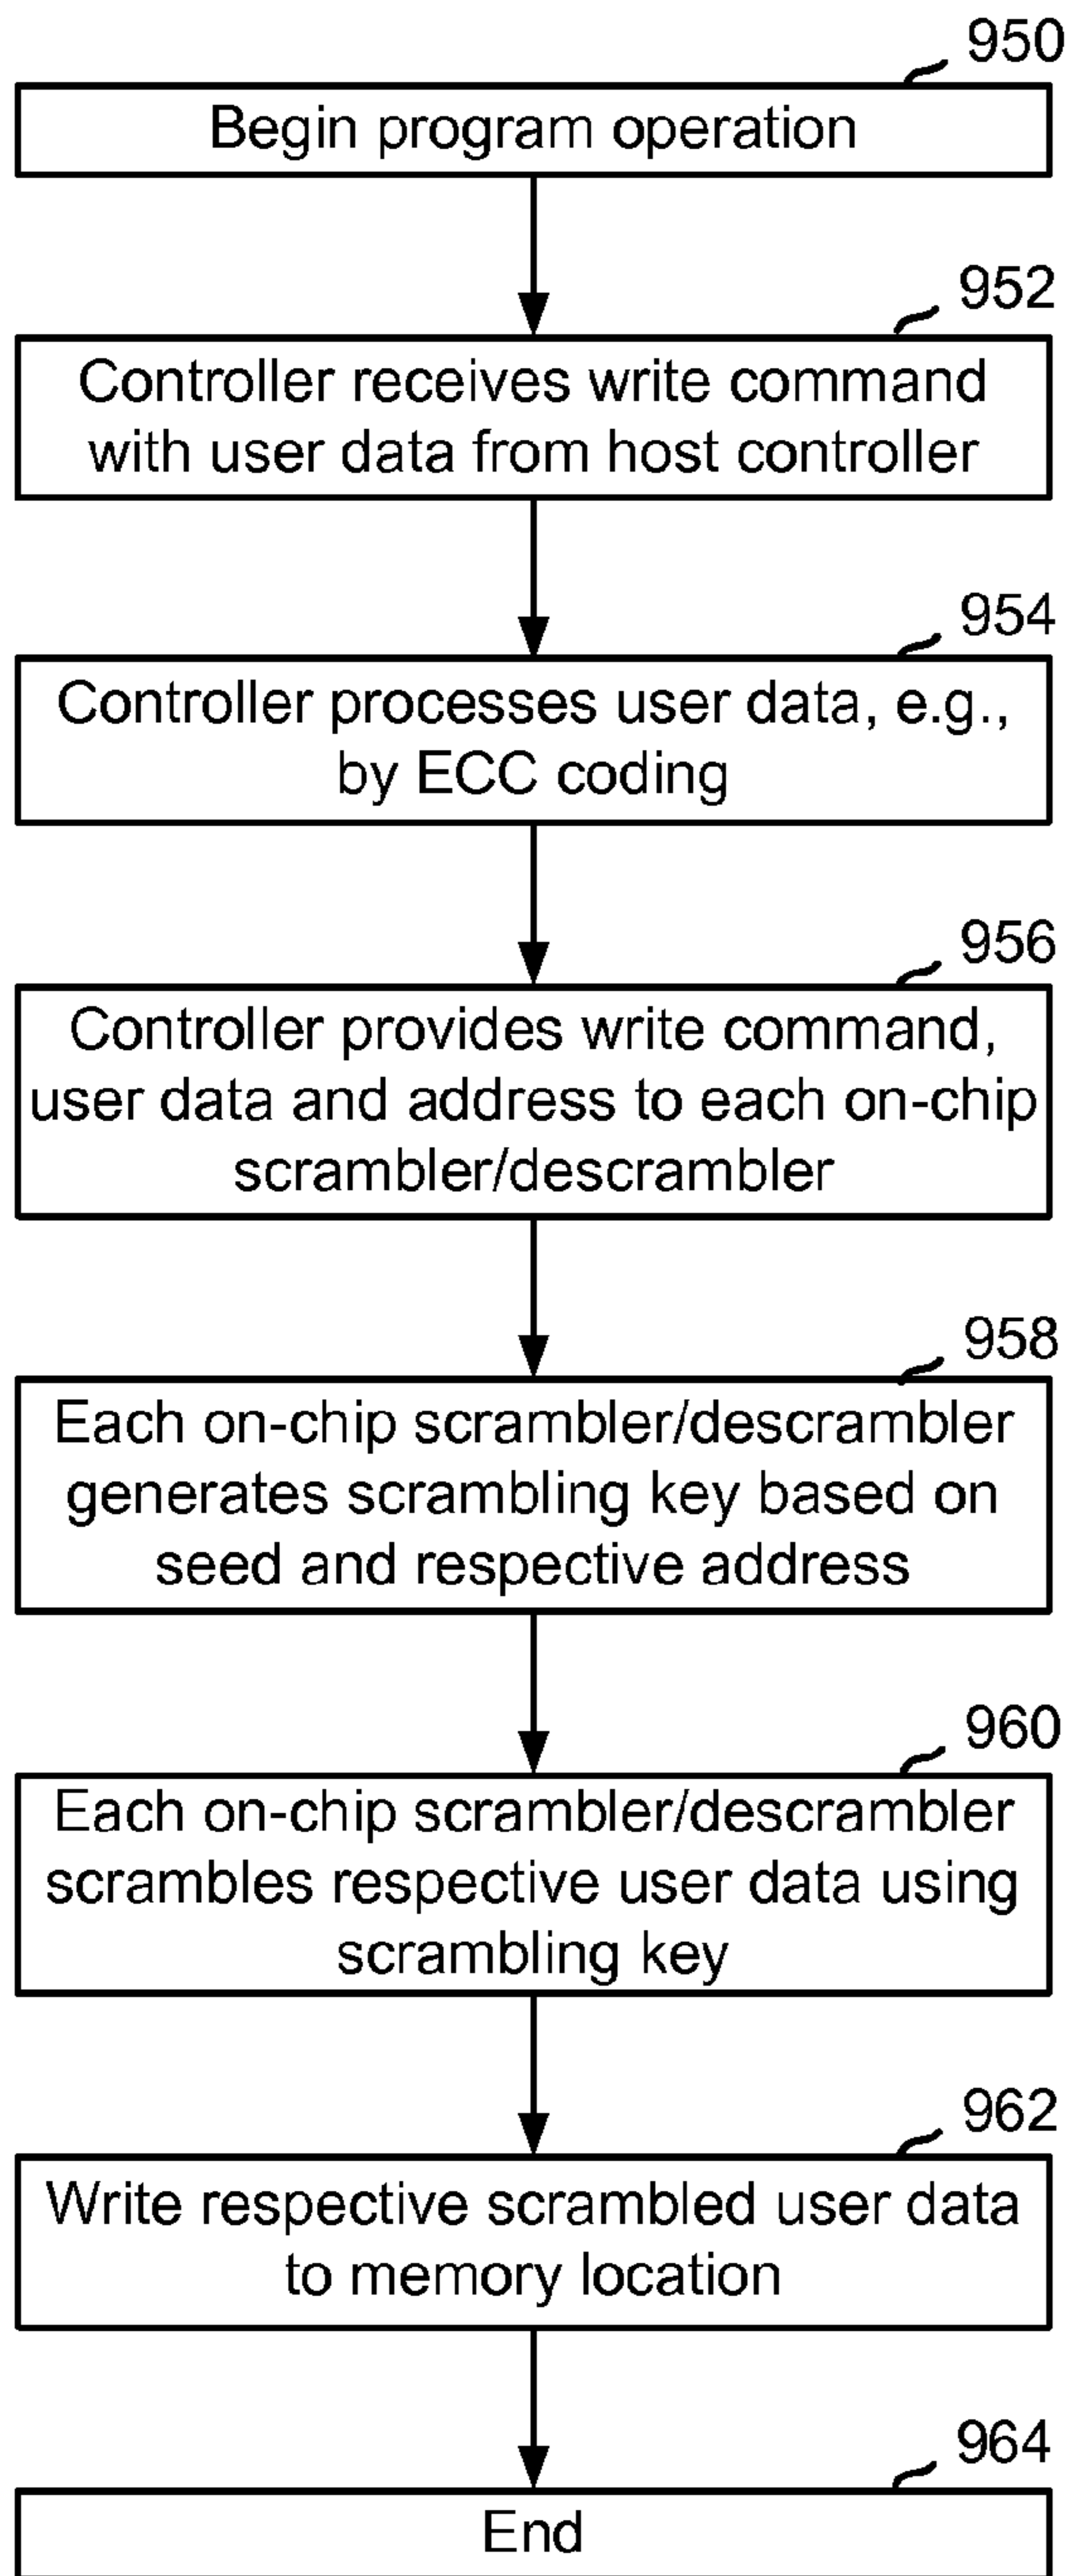 950
Begin program operation
952
Controller receives write command
with user data from host controller
954
Controller processes user data, e.g.,
by ECC coding
956
Controller provides write command,
user data and address to each on-chip
scrambler/descrambler
958
Each on-chip scrambler/descrambler
generates scrambling key based on
seed and respective address
960
Each on-chip scrambler/descrambler
scrambles respective user data using
scrambling key
962
Write respective scrambled user data
to memory location
964
End